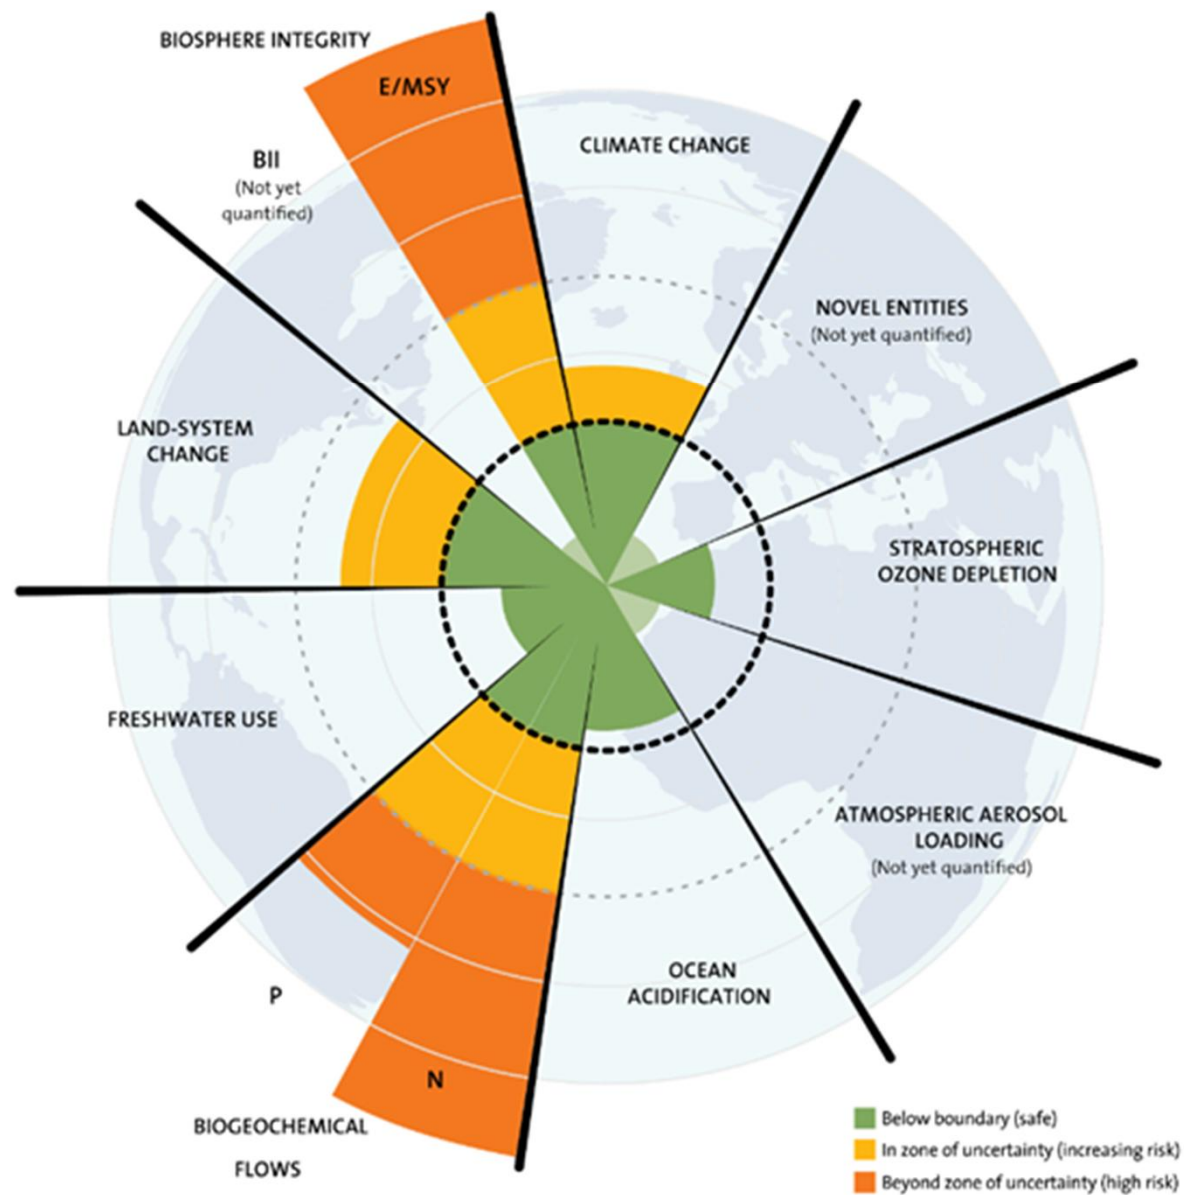 BIOSPHERE INTEGRITY
E/MSY
BII
(Not yet
quantified)
CLIMATE CHANGE
NOVEL ENTITIES
(Not yet quantified)
LAND-SYSTEM
CHANGE
STRATOSPHERIC
OZONE DEPLETION
FRESHWATER USE
ATMOSPHERIC AEROSOL
LOADING
(Not yet quantified)
OCEAN
ACIDIFICATION
P
N
BIOGEOCHEMICAL
FLOWS
Below boundary (safe)
In zone of uncertainty (increasing risk)
Beyond zone of uncertainty (high risk)